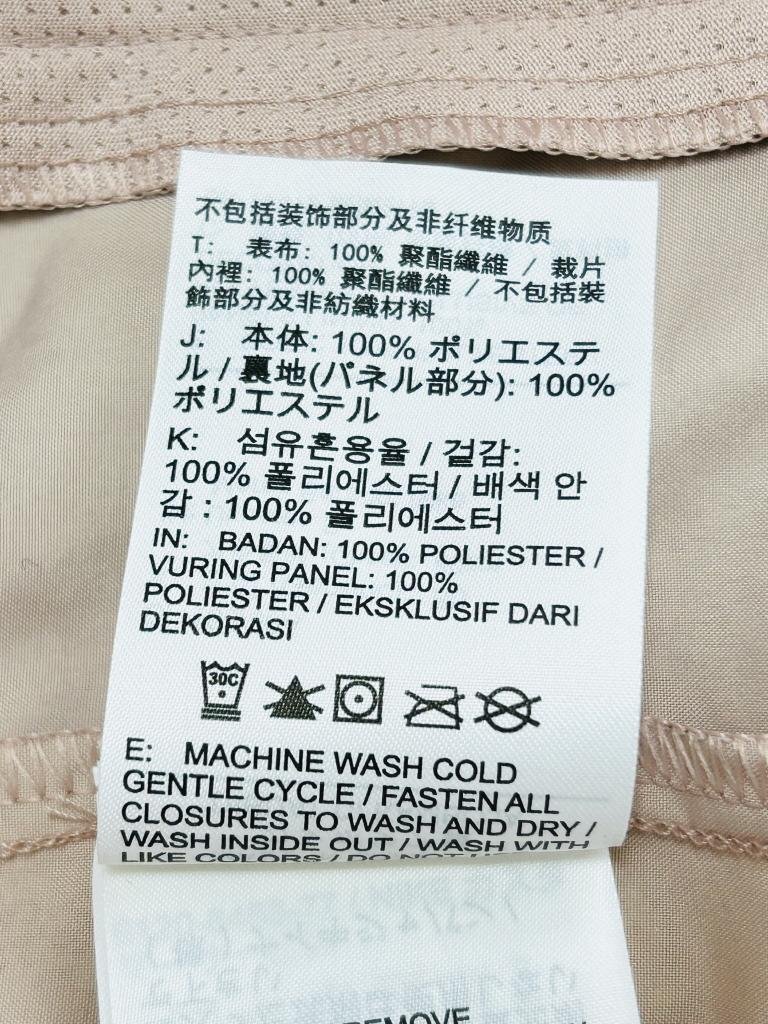 不包括装饰部分及非纤维物质
T: 表布: 100% 聚酯纖維 / 裁片
內裡: 100% 聚酯纖維 / 不包括裝
飾部分及非紡織材料
J: 本体: 100% ポリエステ
ル / 裏地(パネル部分): 100%
ポリエステル
K: 섬유혼용율 / 겉감:
100% 폴리에스터 / 배색 안
감 : 100% 폴리에스터
IN: BADAN: 100% POLIESTER /
VURING PANEL: 100%
POLIESTER / EKSKLUSIF DARI
DEKORASI
30C
E: MACHINE WASH COLD
GENTLE CYCLE / FASTEN ALL
CLOSURES TO WASH AND DRY /
WASH INSIDE OUT / WASH WITH
LIKE COLORS / DO NOT
REMOVE